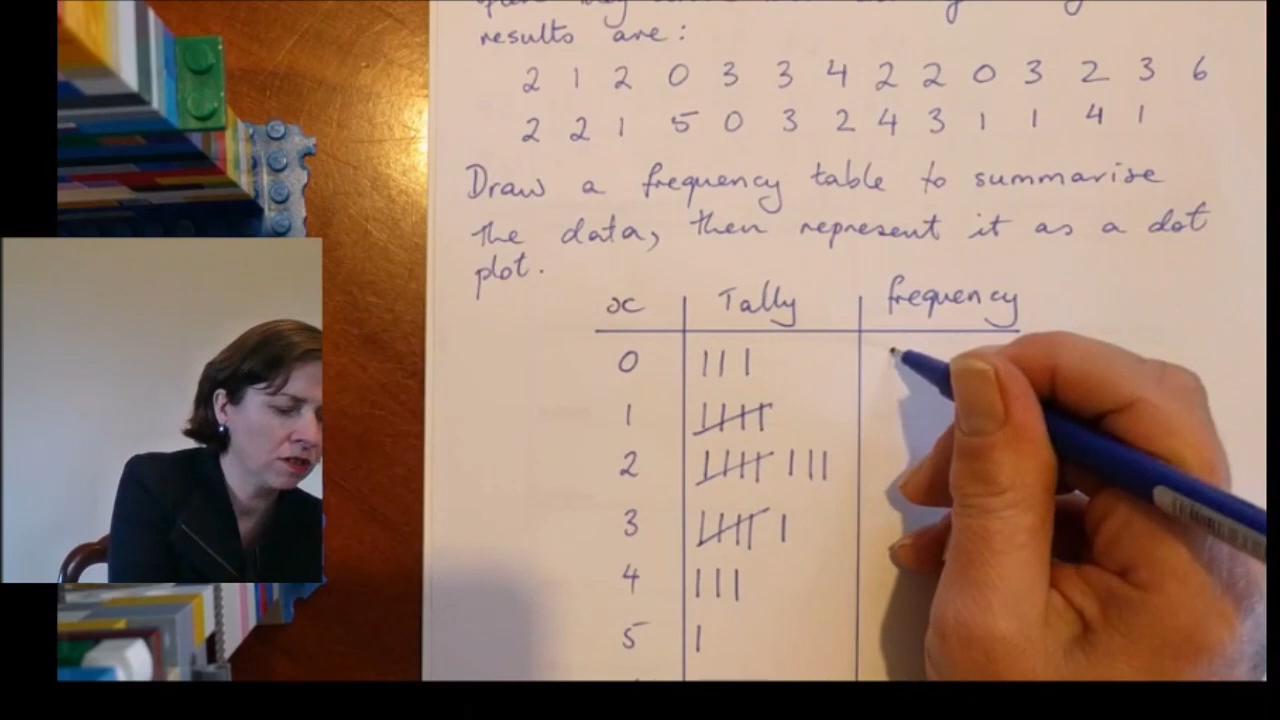 results are:
2 1 2 0 3 3 4 2 2 0 3 2 3 6
2 2 1 5 0 3 2 4 3 1 1 4 1
Draw a frequency table to summarise
the data, then represent it as a dot
plot.
x Tally frequency
0 |||
1 ||||
2 |||| |||
3 |||| |
4 |||
5 |